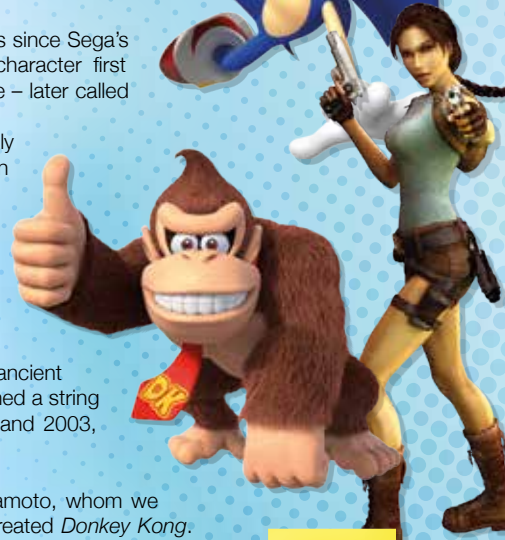 s since Sega's
character first
e – later called
ly
n
ancient
ned a string
and 2003,
DK
amoto, whom we
reated Donkey Kong.